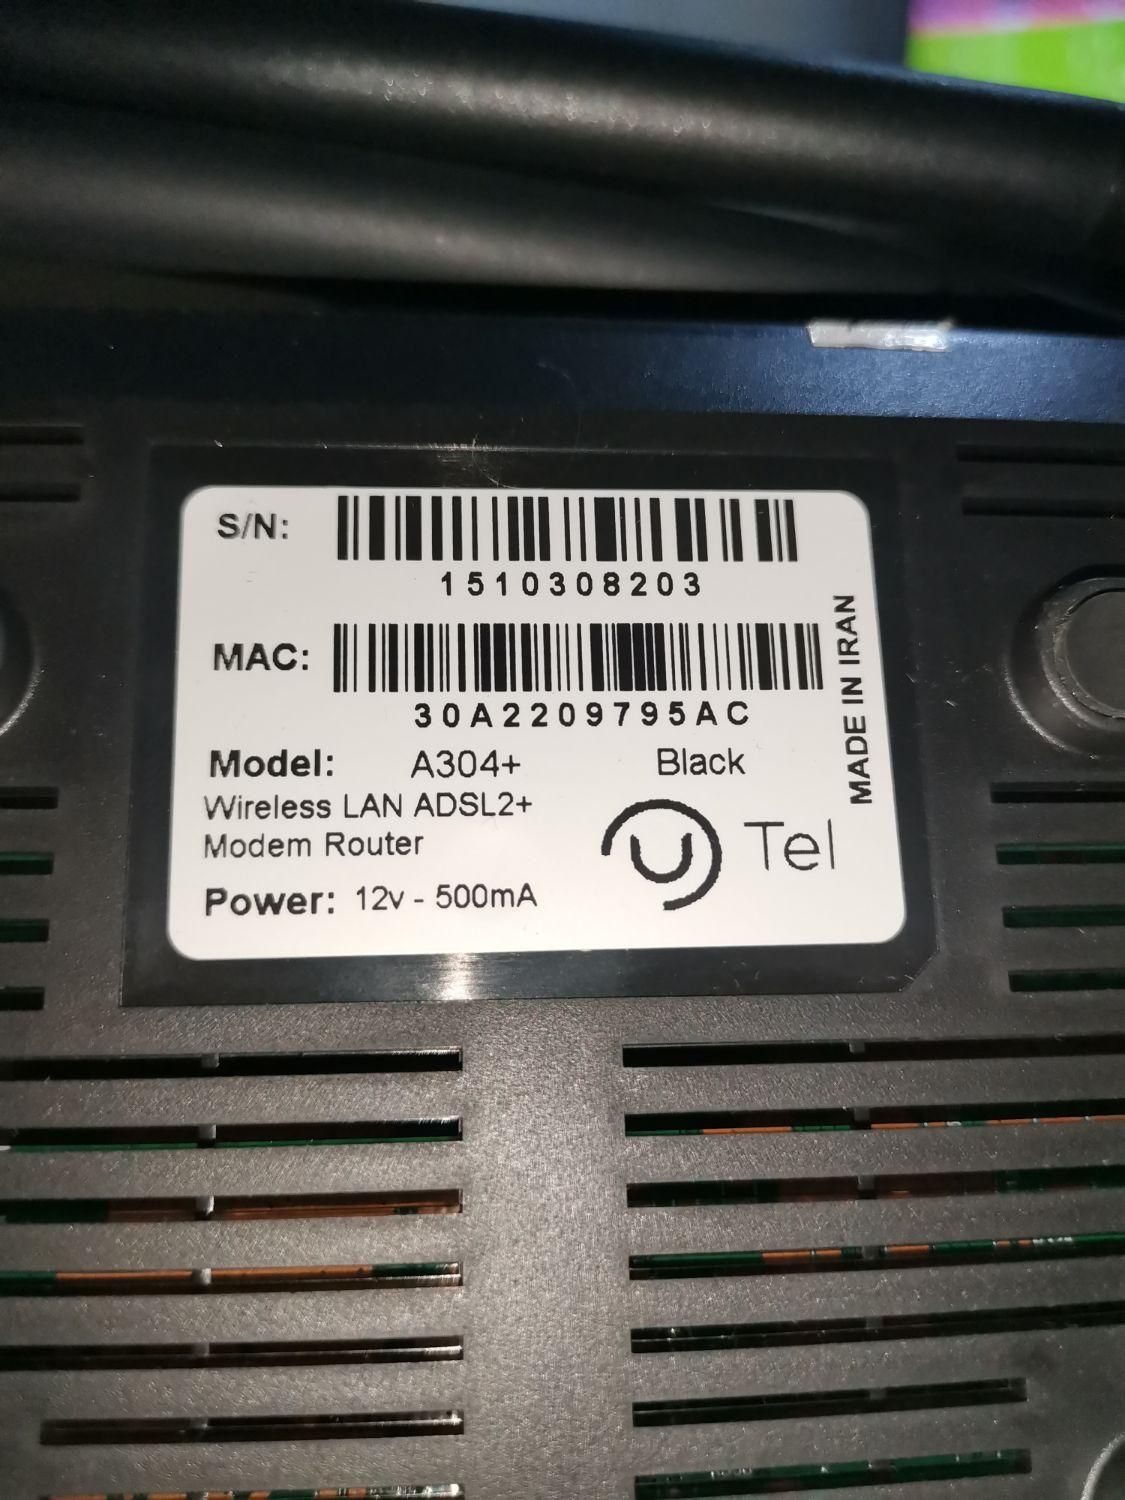 S/N:
1510308203
MAC:
30A2209795AC
Model: A304+ Black
Wireless LAN ADSL2+
Modem Router
Power: 12v - 500mA
U Tel
MADE IN IRAN